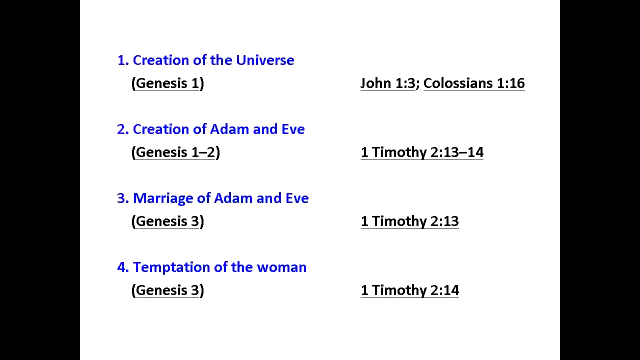 1. Creation of the Universe
(Genesis 1) John 1:3; Colossians 1:16
2. Creation of Adam and Eve
(Genesis 1–2) 1 Timothy 2:13–14
3. Marriage of Adam and Eve
(Genesis 3) 1 Timothy 2:13
4. Temptation of the woman
(Genesis 3) 1 Timothy 2:14